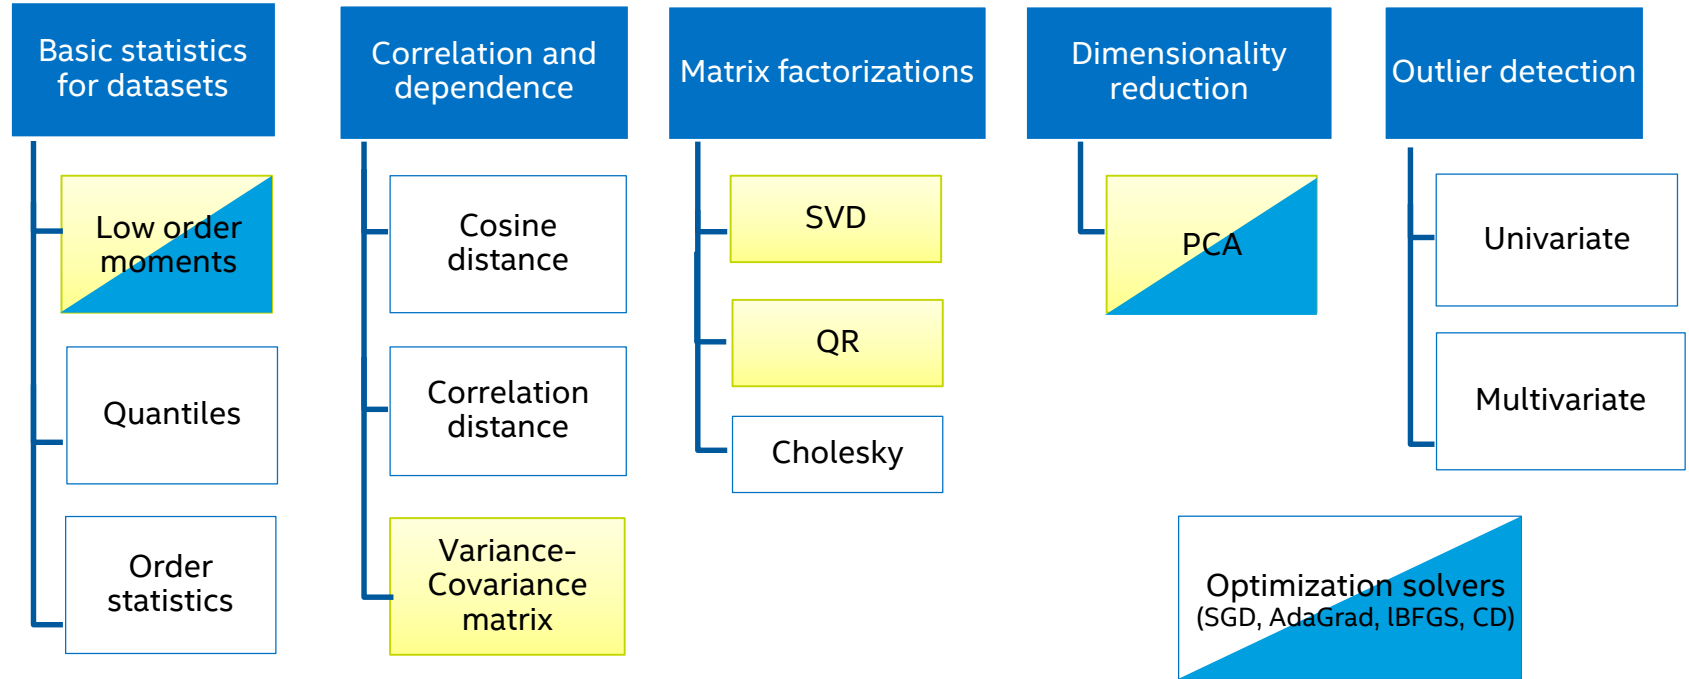 Basic statistics
for datasets
Low order
moments
Quantiles
Order
statistics
Correlation and
dependence
Cosine
distance
Correlation
distance
Variance-
Covariance
matrix
Matrix factorizations
SVD
QR
Cholesky
Dimensionality
reduction
PCA
Outlier detection
Univariate
Multivariate
Optimization solvers
(SGD, AdaGrad, lBFGS, CD)